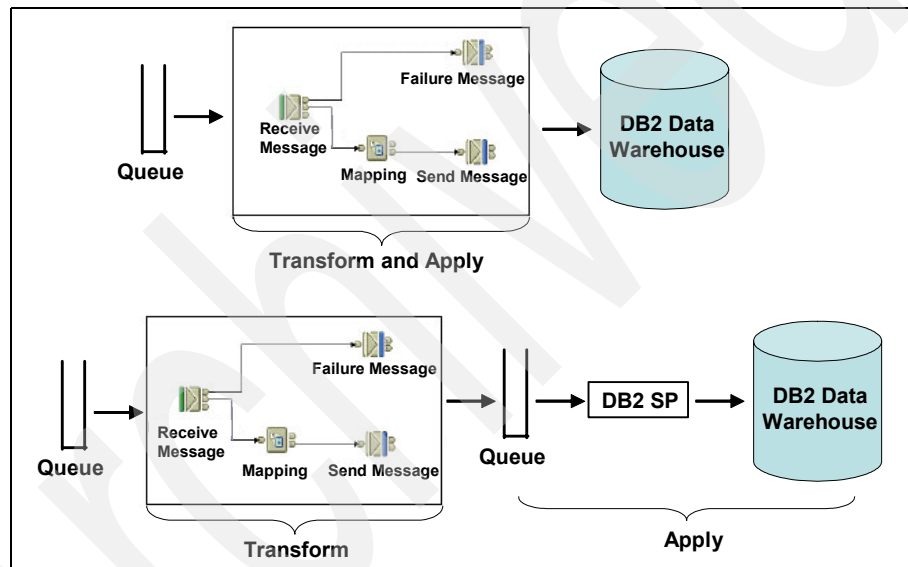 Failure Message
Receive
Message
Mapping
Send Message
Queue
DB2 Data
Warehouse
Transform and Apply
Failure Message
Receive
Message
Mapping
Send Message
Queue
Queue
DB2 SP
DB2 Data
Warehouse
Transform
Apply